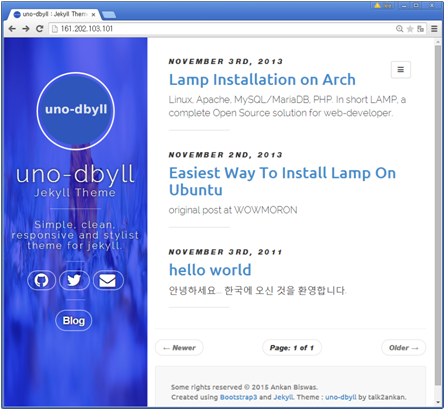 uno-dbyll : Jekyll Theme
161.202.103.101
uno-dbyll
uno-dbyll
Jekyll Theme
Simple, clean,
responsive and stylist
theme for jekyll.
Blog
NOVEMBER 3RD, 2013
Lamp Installation on Arch
Linux, Apache, MySQL/MariaDB, PHP. In short LAMP, a
complete Open Source solution for web-developer.
NOVEMBER 2ND, 2013
Easiest Way To Install Lamp On
Ubuntu
original post at WOWMORON
NOVEMBER 3RD, 2011
hello world
안녕하세요... 한국에 오신 것을 환영합니다.
← Newer
Page: 1 of 1
Older →
Some rights reserved © 2015 Ankan Biswas.
Created using Bootstrap3 and Jekyll. Theme : uno-dbyll by talk2ankan.